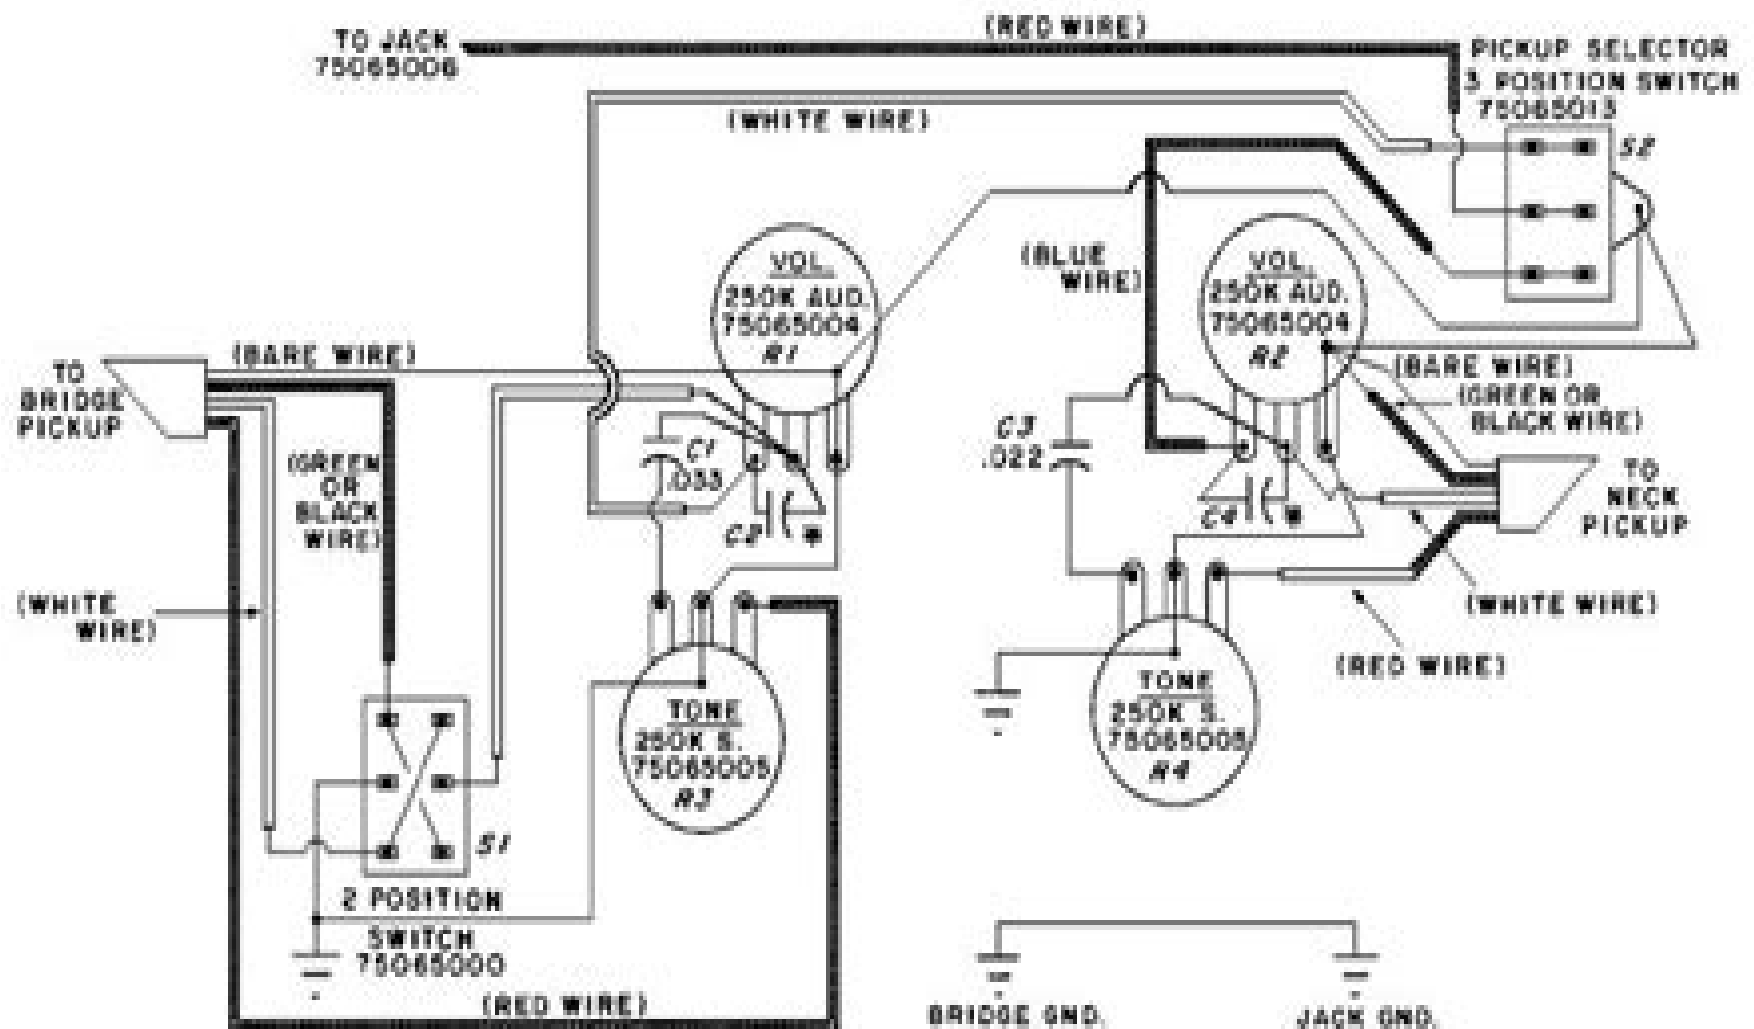 (RED WIRE)
TO JACK
75065006
PICKUP SELECTOR
3 POSITION SWITCH
75065013
(WHITE WIRE)
S2
VOL.
250K AUD.
75065004
R1
(BLUE
WIRE)
VOL.
250K AUD.
75065004
R2
(BARE WIRE)
TO
BRIDGE
PICKUP
(BARE WIRE)
(GREEN OR
BLACK WIRE)
C3
.022
C1
.033
(GREEN
OR
BLACK
WIRE)
TO
NECK
PICKUP
C2
*
C4
*
(WHITE
WIRE)
(WHITE WIRE)
(RED WIRE)
TONE
250K S.
75065005
R3
TONE
250K S.
75065005
R4
S1
2 POSITION
SWITCH
75065000
(RED WIRE)
BRIDGE GND.
JACK GND.